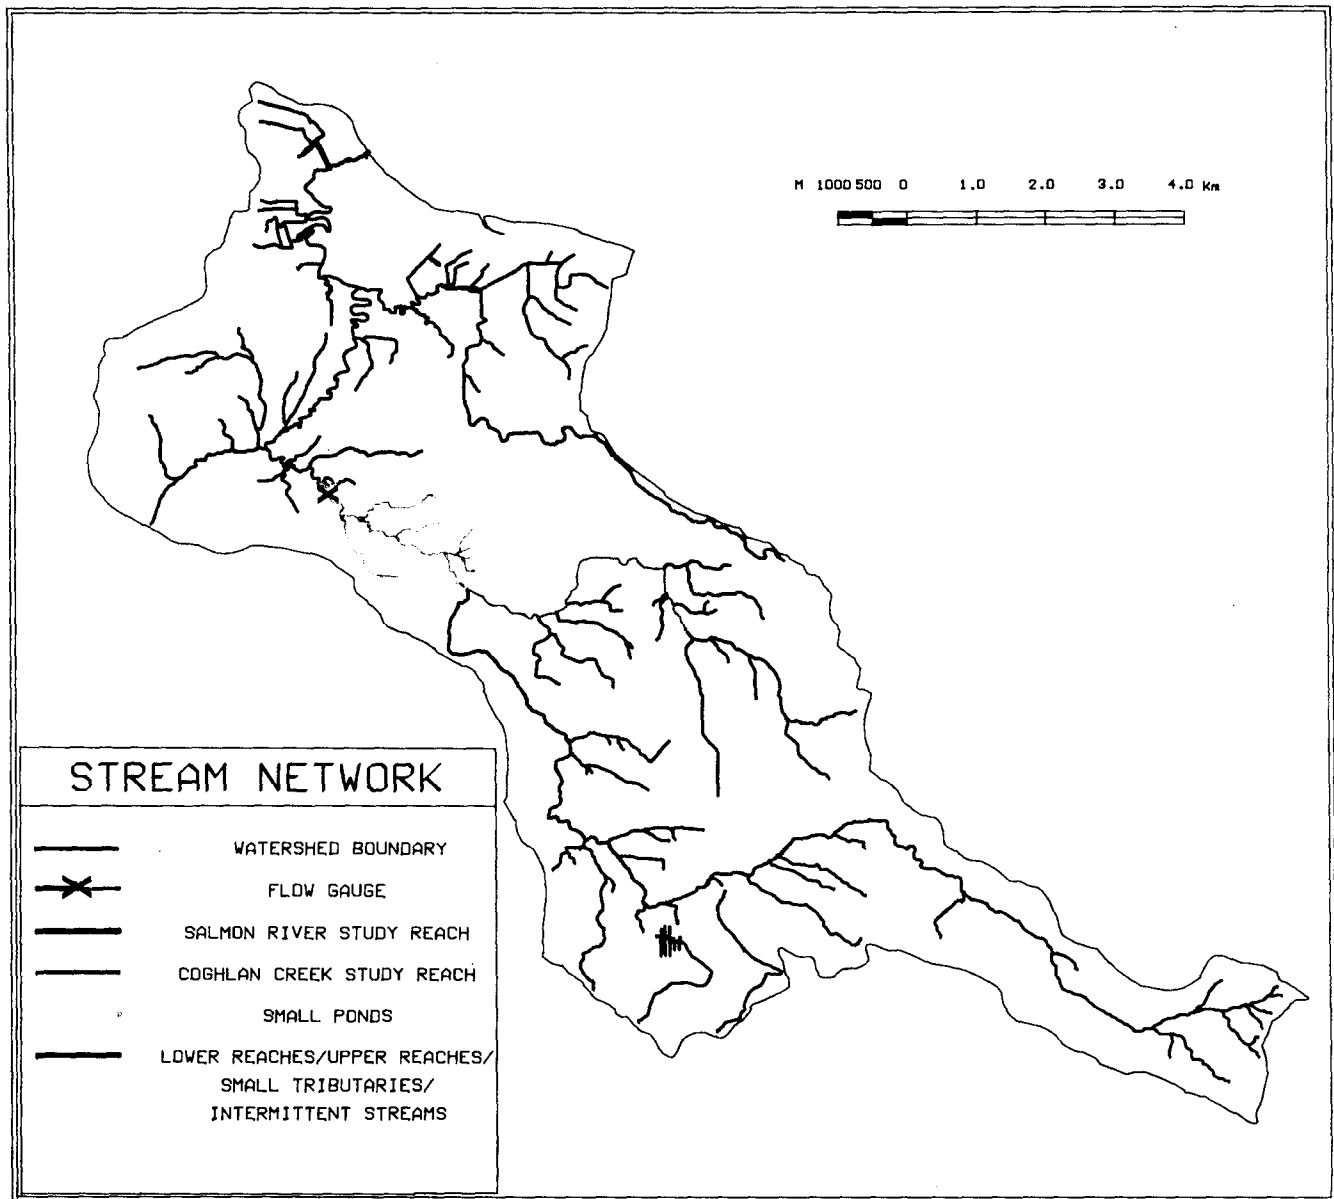 M 1000 500 0 1.0 2.0 3.0 4.0 Km
STREAM NETWORK
WATERSHED BOUNDARY
FLOW GAUGE
SALMON RIVER STUDY REACH
COGHLAN CREEK STUDY REACH
SMALL PONDS
LOWER REACHES/UPPER REACHES/
SMALL TRIBUTARIES/
INTERMITTENT STREAMS